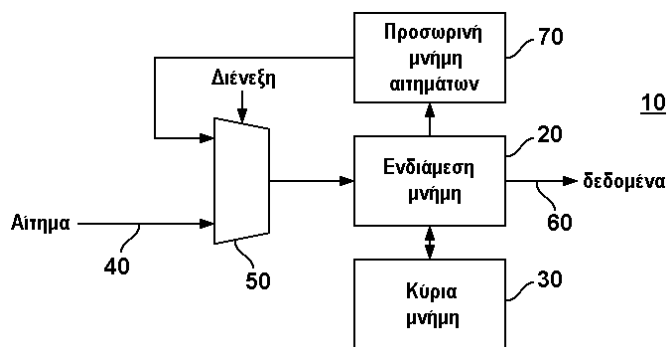 Προσωρινή
μνήμη
αιτημάτων
70
Διένεξη
10
20
Ενδιάμεση
μνήμη
δεδομένα
60
Αίτημα
40
50
30
Κύρια
μνήμη